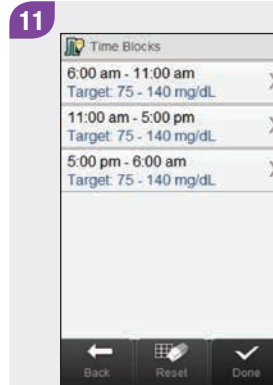 11
Time Blocks
6:00 am - 11:00 am
Target: 75 - 140 mg/dL
11:00 am - 5:00 pm
Target: 75 - 140 mg/dL
5:00 pm - 6:00 am
Target: 75 - 140 mg/dL
Back Reset Done